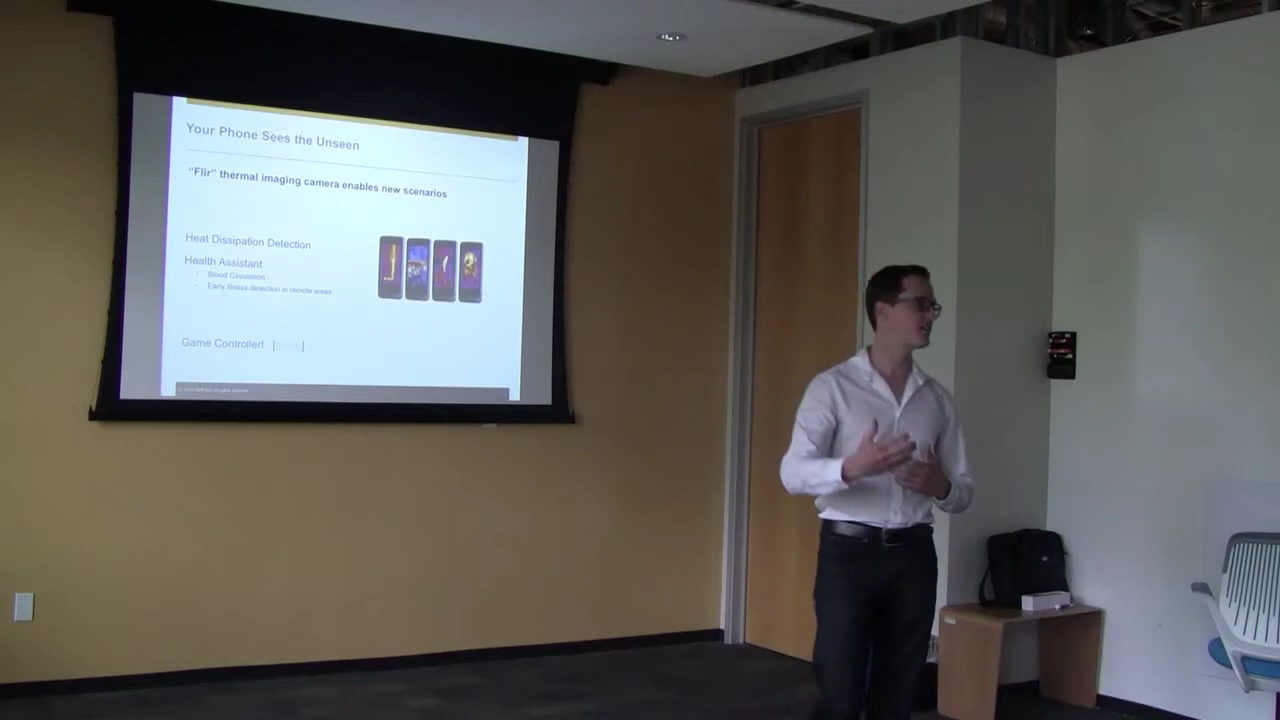 Your Phone Sees the Unseen
“Flir” thermal imaging camera enables new scenarios
Heat Dissipation Detection
Health Assistant
Blood Circulation
Early illness detection in remote areas
Game Controller!